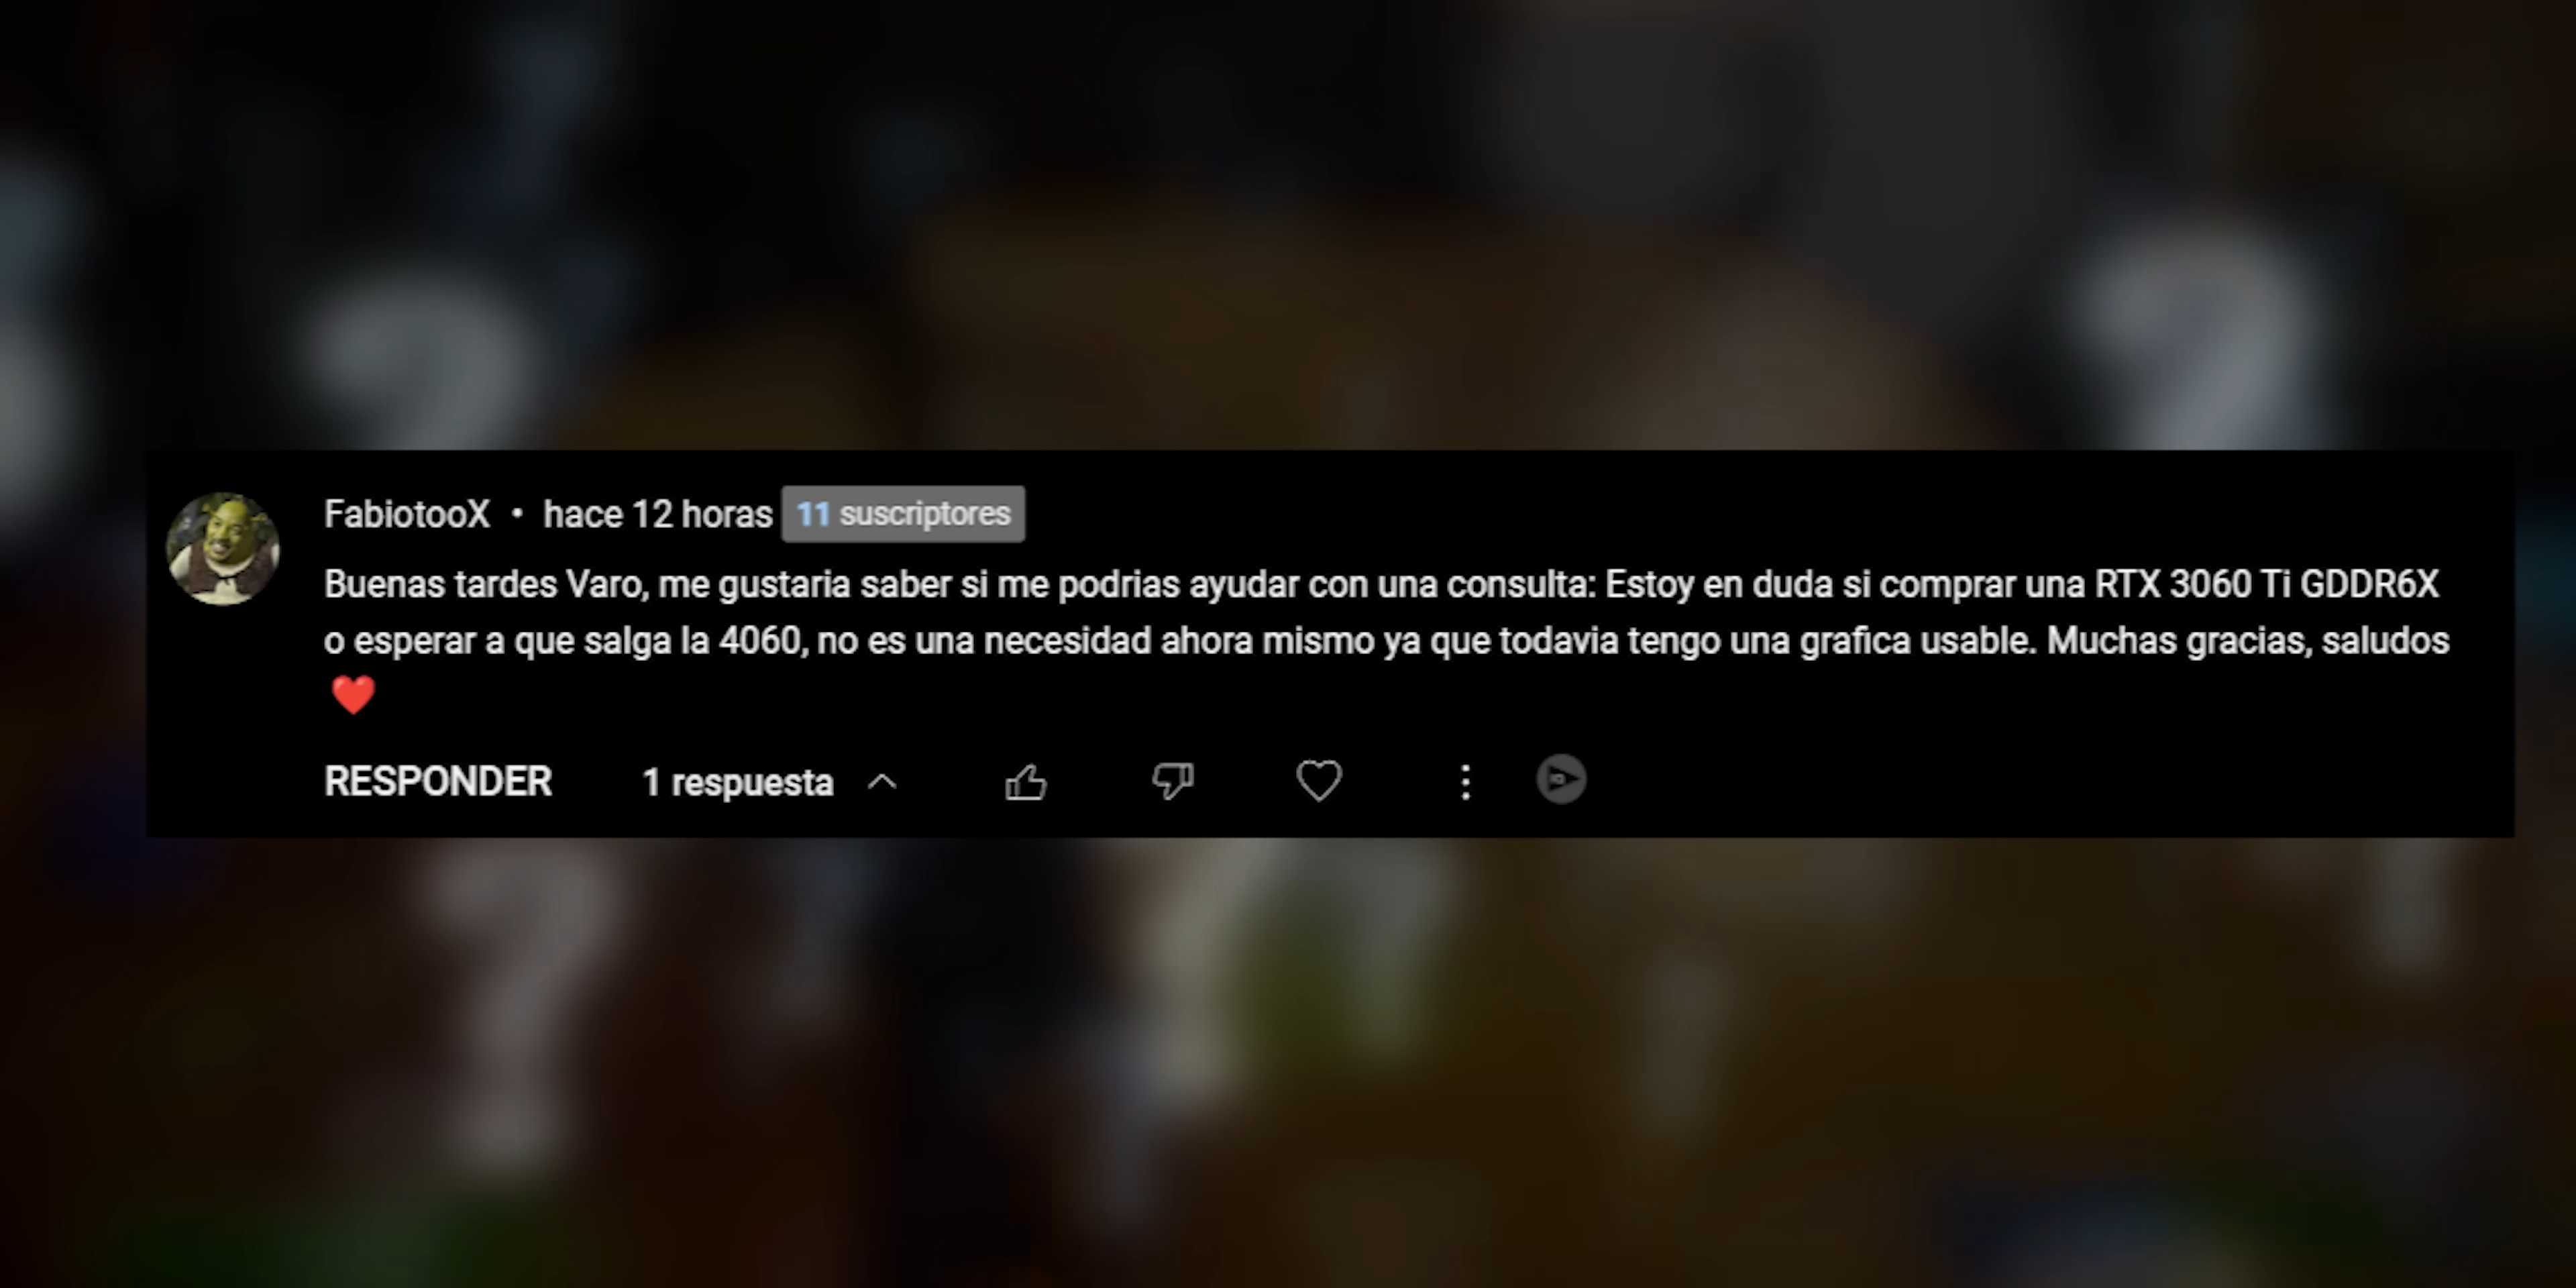 FabiotooX • hace 12 horas 11 suscriptores
Buenas tardes Varo, me gustaria saber si me podrias ayudar con una consulta: Estoy en duda si comprar una RTX 3060 Ti GDDR6X
o esperar a que salga la 4060, no es una necesidad ahora mismo ya que todavia tengo una grafica usable. Muchas gracias, saludos
❤️
RESPONDER 1 respuesta